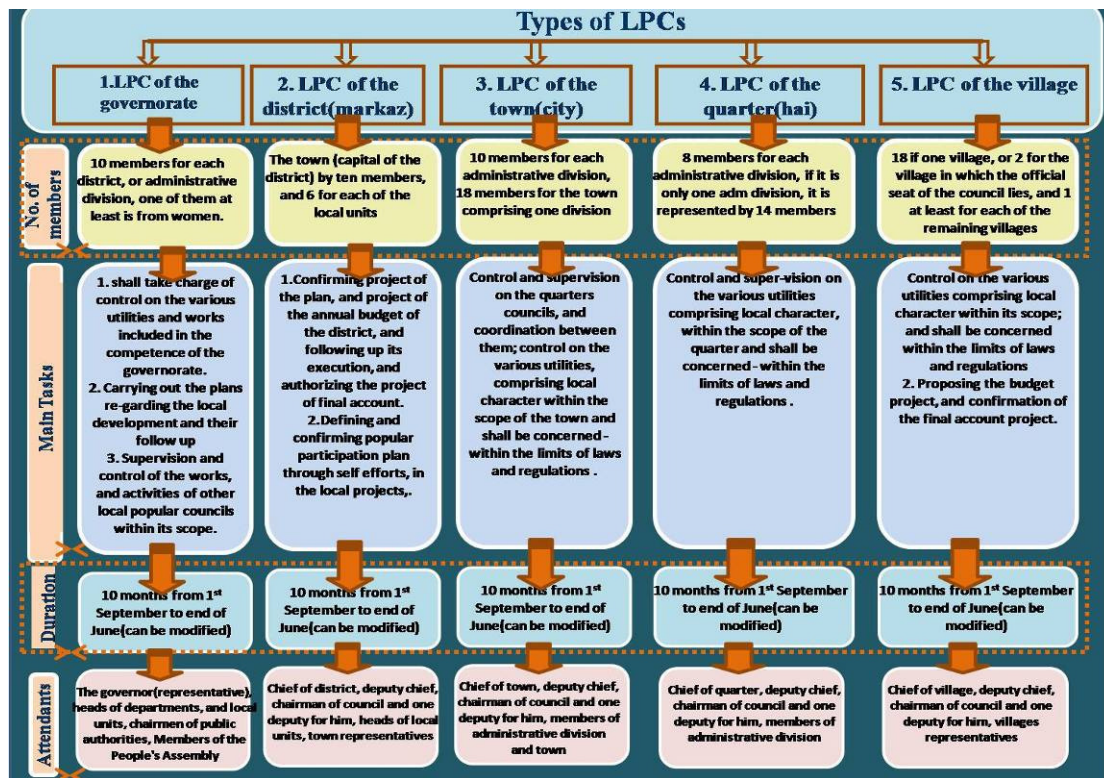 Types of LPCs
1.LPC of the
governorate
2. LPC of the
district(markaz)
3. LPC of the
town(city)
4. LPC of the
quarter(hai)
5. LPC of the village
No. of
members
10 members for each
district, or administrative
division, one of them at
least is from women.
The town (capital of the
district) by ten members,
and 6 for each of the
local units
10 members for each
administrative division,
18 members for the town
comprising one division
8 members for each
administrative division, if it is
only one adm division, it is
represented by 14 members
18 if one village, or 2 for the
village in which the official
seat of the council lies, and 1
at least for each of the
remaining villages
Main Tasks
1. shall take charge of
control on the various
utilities and works
included in the
competence of the
governorate.
2. Carrying out the plans
re-garding the local
development and their
follow up
3. Supervision and
control of the works,
and activities of other
local popular councils
within its scope.
1.Confirming project of
the plan, and project of
the annual budget of
the district, and
following up its
execution, and
authorizing the project
of final account.
2.Defining and
confirming popular
participation plan
through self efforts, in
the local projects,.
Control and supervision
on the quarters
councils, and
coordination between
them; control on the
various utilities,
comprising local
character within the
scope of the town and
shall be concerned-
within the limits of laws
and regulations .
Control and super-vision on
the various utilities
comprising local character,
within the scope of the
quarter and shall be
concerned-within the
limits of laws and
regulations .
Control on the various
utilities comprising local
character within its scope;
and shall be concerned
within the limits of laws
and regulations
2. Proposing the budget
project, and confirmation of
the final account project.
Duration
10 months from 1st
September to end of
June(can be modified)
10 months from 1st
September to end of
June(can be modified)
10 months from 1st
September to end of
June(can be modified)
10 months from 1st September
to end of June(can be
modified)
10 months from 1st September
to end of June(can be
modified)
Attendants
The governor(representative),
heads of departments, and local
units, chairmen of public
authorities, Members of the
People's Assembly
Chief of district, deputy chief,
chairman of council and one
deputy for him, heads of local
units, town representatives
Chief of town, deputy chief,
chairman of council and one
deputy for him, members of
administrative division
and town
Chief of quarter, deputy chief,
chairman of council and one
deputy for him, members of
administrative division
Chief of village, deputy chief,
chairman of council and one
deputy for him, villages
representatives